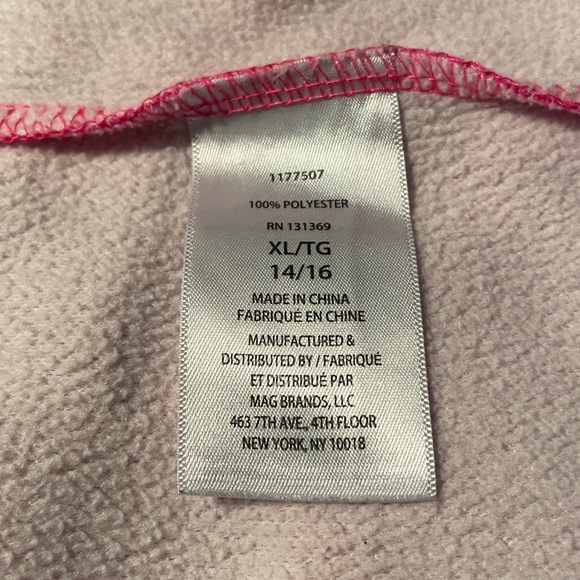 1177507
100% POLYESTER
RN 131369
XL/TG
14/16
MADE IN CHINA
FABRIQUÉ EN CHINE
MANUFACTURED &
DISTRIBUTED BY / FABRIQUÉ
ET DISTRIBUÉ PAR
MAG BRANDS, LLC
463 7TH AVE., 4TH FLOOR
NEW YORK, NY 10018